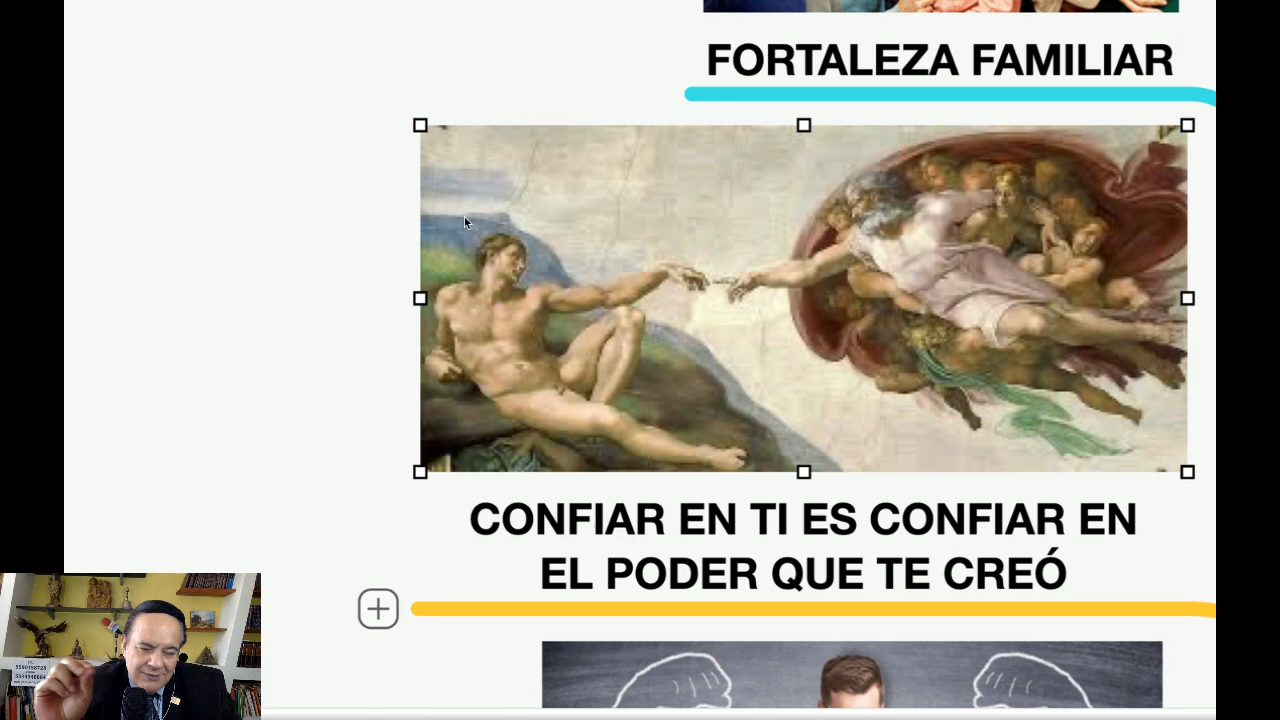 FORTALEZA FAMILIAR
CONFIAR EN TI ES CONFIAR EN
EL PODER QUE TE CREÓ